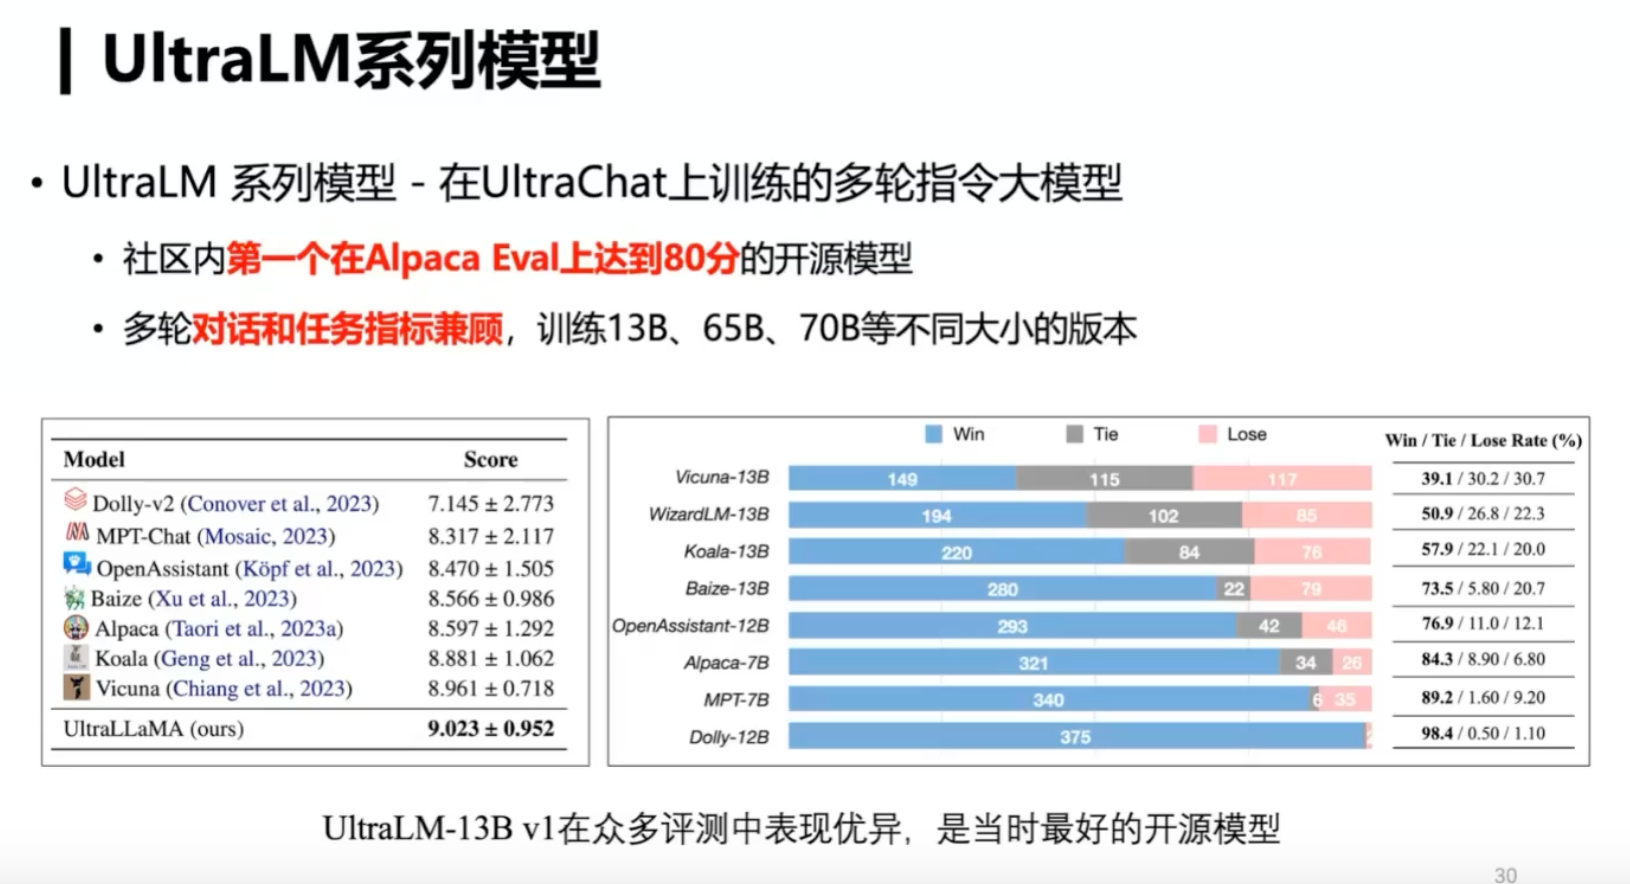 UltraLM系列模型
• UltraLM 系列模型 - 在UltraChat上训练的多轮指令大模型
• 社区内第一个在Alpaca Eval上达到80分的开源模型
• 多轮对话和任务指标兼顾，训练13B、65B、70B等不同大小的版本
Model Score
Dolly-v2 (Conover et al., 2023) 7.145 ± 2.773
MPT-Chat (Mosaic, 2023) 8.317 ± 2.117
OpenAssistant (Köpf et al., 2023) 8.470 ± 1.505
Baize (Xu et al., 2023) 8.566 ± 0.986
Alpaca (Taori et al., 2023a) 8.597 ± 1.292
Koala (Geng et al., 2023) 8.881 ± 1.062
Vicuna (Chiang et al., 2023) 8.961 ± 0.718
UltraLLaMA (ours) 9.023 ± 0.952
Win Tie Lose Win / Tie / Lose Rate (%)
Vicuna-13B 149 115 117 39.1 / 30.2 / 30.7
WizardLM-13B 194 102 85 50.9 / 26.8 / 22.3
Koala-13B 220 84 76 57.9 / 22.1 / 20.0
Baize-13B 280 22 79 73.5 / 5.80 / 20.7
OpenAssistant-12B 293 42 46 76.9 / 11.0 / 12.1
Alpaca-7B 321 34 26 84.3 / 8.90 / 6.80
MPT-7B 340 6 35 89.2 / 1.60 / 9.20
Dolly-12B 375 98.4 / 0.50 / 1.10
UltraLM-13B v1在众多评测中表现优异，是当时最好的开源模型
30